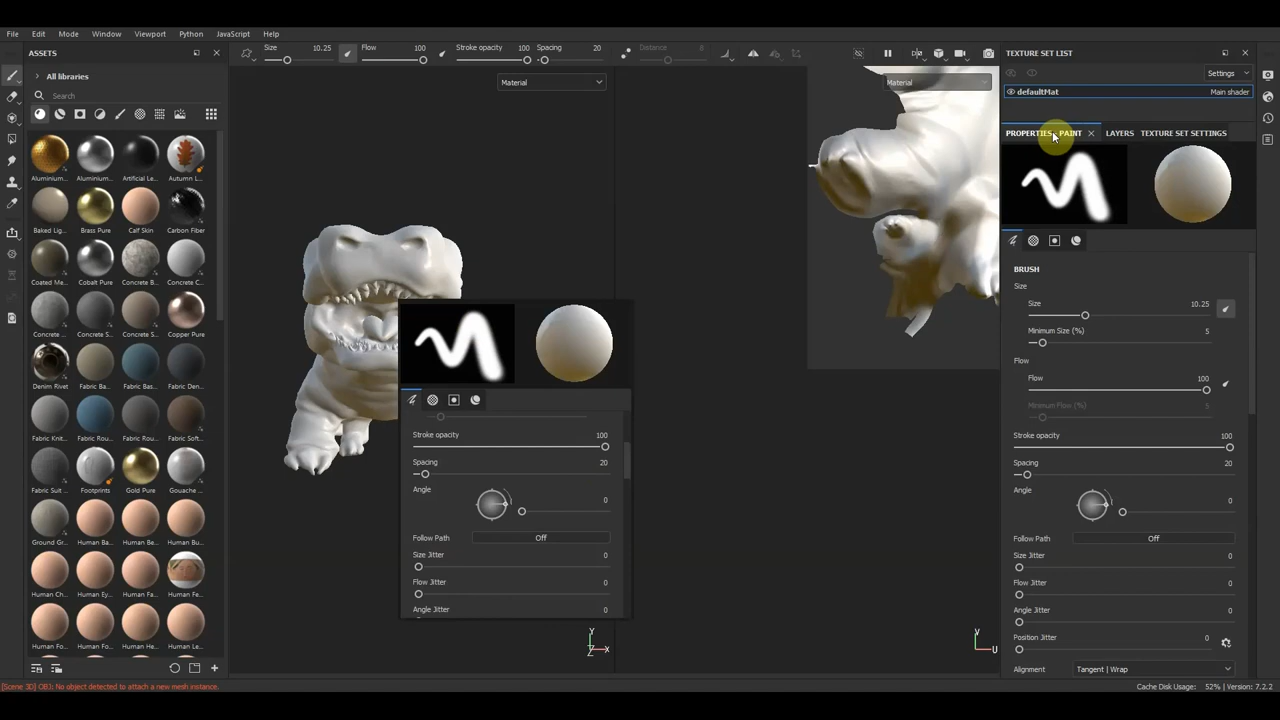 File Edit Mode Window Viewport Python JavaScript Help
ASSETS
All libraries
Search
Aluminium... Aluminium... Artificial Le... Autumn L...
Baked Ligh... Brass Pure Calf Skin Carbon Fiber
Coated Me... Cobalt Pure Concrete B... Concrete C...
Concrete ... Concrete S... Concrete S... Copper Pure
Denim Rivet Fabric Ba... Fabric Bas... Fabric Den...
Fabric Knit... Fabric Rou... Fabric Rou... Fabric Soft...
Fabric Suit ... Footprints Gold Pure Gouache ...
Ground Gr... Human Ba... Human Be... Human Bu...
Human Ch... Human Ey... Human Fa... Human Fe...
Human Fo... Human Fo... Human He... Human Le...
Size 10.25 Flow 100 Stroke opacity 100 Spacing 20 Distance 8
Material
Material
Stroke opacity 100
Spacing 20
Angle
0
Follow Path Off
Size Jitter 0
Flow Jitter 0
Angle Jitter 0
Y
Z X
V
U
TEXTURE SET LIST
Settings
defaultMat Main shader
PROPERTIES - PAINT LAYERS TEXTURE SET SETTINGS
BRUSH
Size
Size 10.25
Minimum Size (%) 5
Flow
Flow 100
Minimum Flow (%) 5
Stroke opacity 100
Spacing 20
Angle
0
Follow Path Off
Size Jitter 0
Flow Jitter 0
Angle Jitter 0
Position Jitter 0
Alignment Tangent | Wrap
[Scene 3D] OBJ: No object detected to attach a new mesh instance.
Cache Disk Usage: 52% | Version: 7.2.2